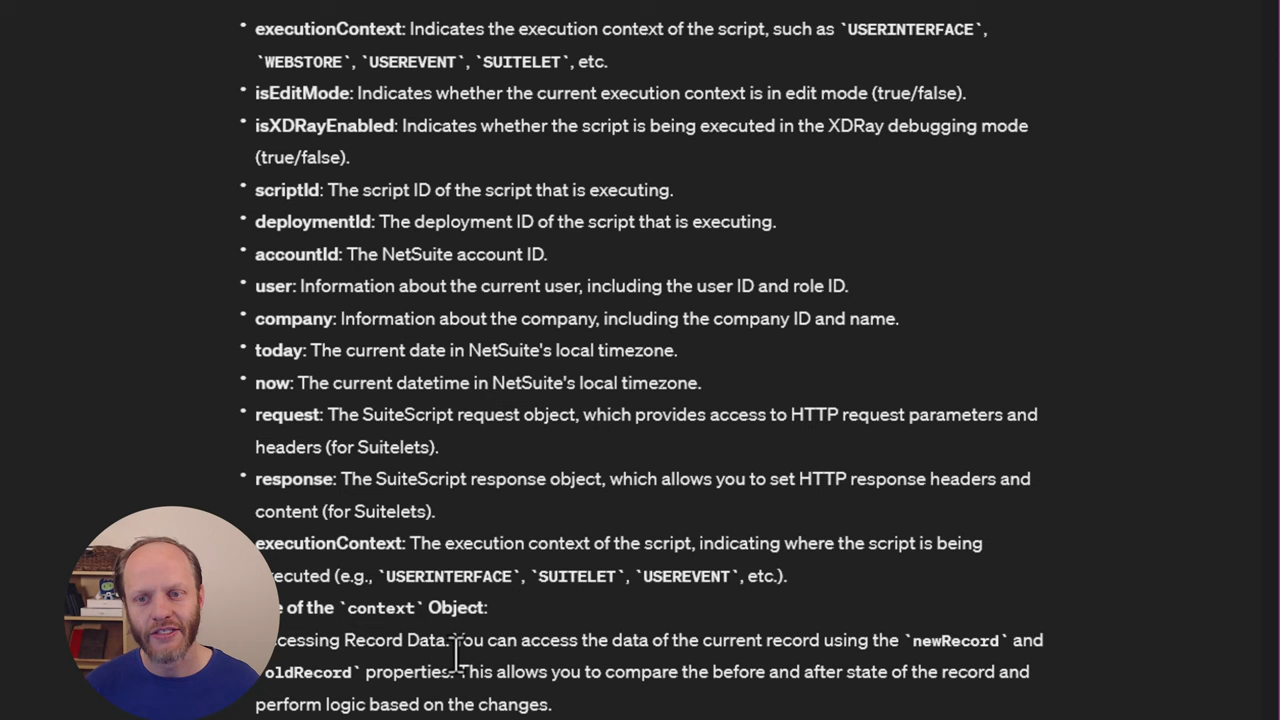 • executionContext: Indicates the execution context of the script, such as `USERINTERFACE`,
`WEBSTORE`, `USEREVENT`, `SUITELET`, etc.
• isEditMode: Indicates whether the current execution context is in edit mode (true/false).
• isXDRayEnabled: Indicates whether the script is being executed in the XDRay debugging mode
(true/false).
• scriptId: The script ID of the script that is executing.
• deploymentId: The deployment ID of the script that is executing.
• accountId: The NetSuite account ID.
• user: Information about the current user, including the user ID and role ID.
• company: Information about the company, including the company ID and name.
• today: The current date in NetSuite's local timezone.
• now: The current datetime in NetSuite's local timezone.
• request: The SuiteScript request object, which provides access to HTTP request parameters and
headers (for Suitelets).
• response: The SuiteScript response object, which allows you to set HTTP response headers and
content (for Suitelets).
executionContext: The execution context of the script, indicating where the script is being
ecuted (e.g., `USERINTERFACE`, `SUITELET`, `USEREVENT`, etc.).
of the `context` Object:
ccessing Record Data. You can access the data of the current record using the `newRecord` and
oldRecord` properties. This allows you to compare the before and after state of the record and
perform logic based on the changes.